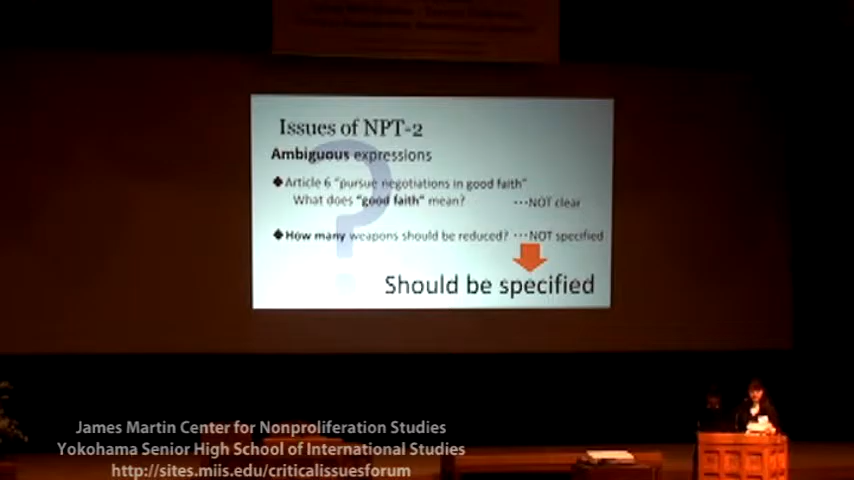 Issues of NPT-2
Ambiguous expressions
◆Article 6 "pursue negotiations in good faith"
What does "good faith" mean? ···NOT clear
◆How many weapons should be reduced? ···NOT specified
Should be specified
James Martin Center for Nonproliferation Studies
Yokohama Senior High School of International Studies
http://sites.miis.edu/criticalissuesforum